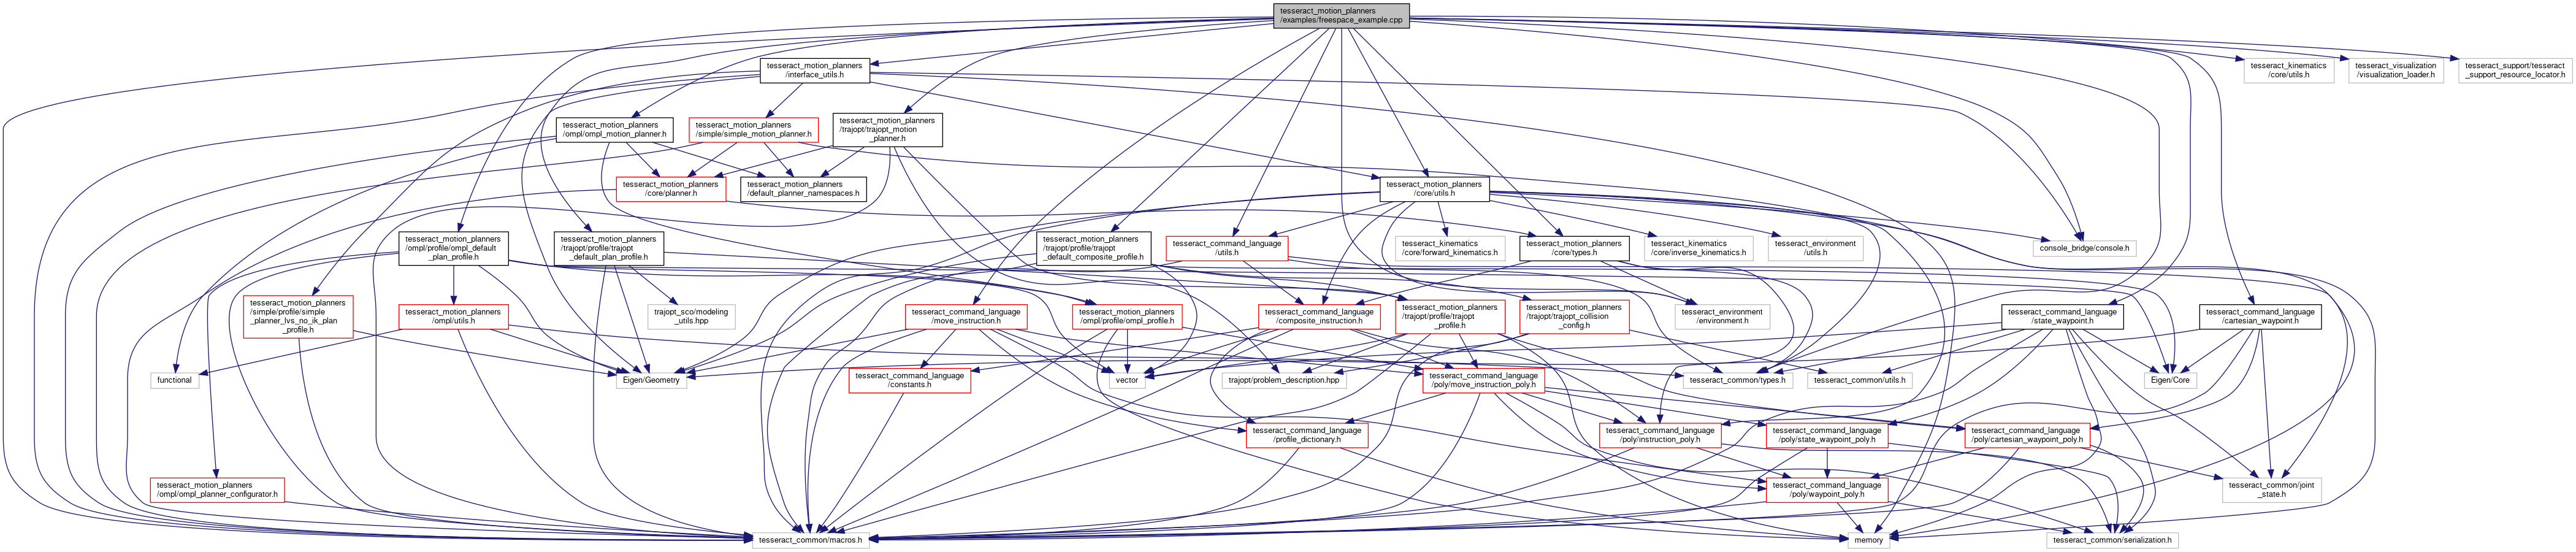 tesseract_motion_planners
/examples/freespace_example.cpp
tesseract_motion_planners
/interface_utils.h
tesseract_kinematics
/core/utils.h
tesseract_visualization
/visualization_loader.h
tesseract_support/tesseract
_support_resource_locator.h
tesseract_motion_planners
/ompl/ompl_motion_planner.h
tesseract_motion_planners
/simple/simple_motion_planner.h
tesseract_motion_planners
/trajopt/trajopt_motion
_planner.h
tesseract_motion_planners
/core/planner.h
tesseract_motion_planners
/default_planner_namespaces.h
tesseract_motion_planners
/core/utils.h
tesseract_motion_planners
/ompl/profile/ompl_default
_plan_profile.h
tesseract_motion_planners
/trajopt/profile/trajopt
_default_plan_profile.h
tesseract_motion_planners
/trajopt/profile/trajopt
_default_composite_profile.h
tesseract_command_language
/utils.h
tesseract_kinematics
/core/forward_kinematics.h
tesseract_motion_planners
/core/types.h
tesseract_kinematics
/core/inverse_kinematics.h
tesseract_environment
/utils.h
console_bridge/console.h
tesseract_motion_planners
/simple/profile/simple
_planner_lvs_no_ik_plan
_profile.h
tesseract_motion_planners
/ompl/utils.h
trajopt_sco/modeling
_utils.hpp
tesseract_command_language
/move_instruction.h
tesseract_motion_planners
/ompl/profile/ompl_profile.h
tesseract_command_language
/composite_instruction.h
tesseract_motion_planners
/trajopt/profile/trajopt
_profile.h
tesseract_motion_planners
/trajopt/trajopt_collision
_config.h
tesseract_environment
/environment.h
tesseract_command_language
/state_waypoint.h
tesseract_command_language
/cartesian_waypoint.h
functional
Eigen/Geometry
tesseract_command_language
/constants.h
vector
trajopt/problem_description.hpp
tesseract_command_language
/poly/move_instruction_poly.h
tesseract_common/types.h
tesseract_common/utils.h
Eigen/Core
tesseract_command_language
/profile_dictionary.h
tesseract_command_language
/poly/instruction_poly.h
tesseract_command_language
/poly/state_waypoint_poly.h
tesseract_command_language
/poly/cartesian_waypoint_poly.h
tesseract_motion_planners
/ompl/ompl_planner_configurator.h
tesseract_command_language
/poly/waypoint_poly.h
tesseract_common/joint
_state.h
tesseract_common/macros.h
memory
tesseract_common/serialization.h